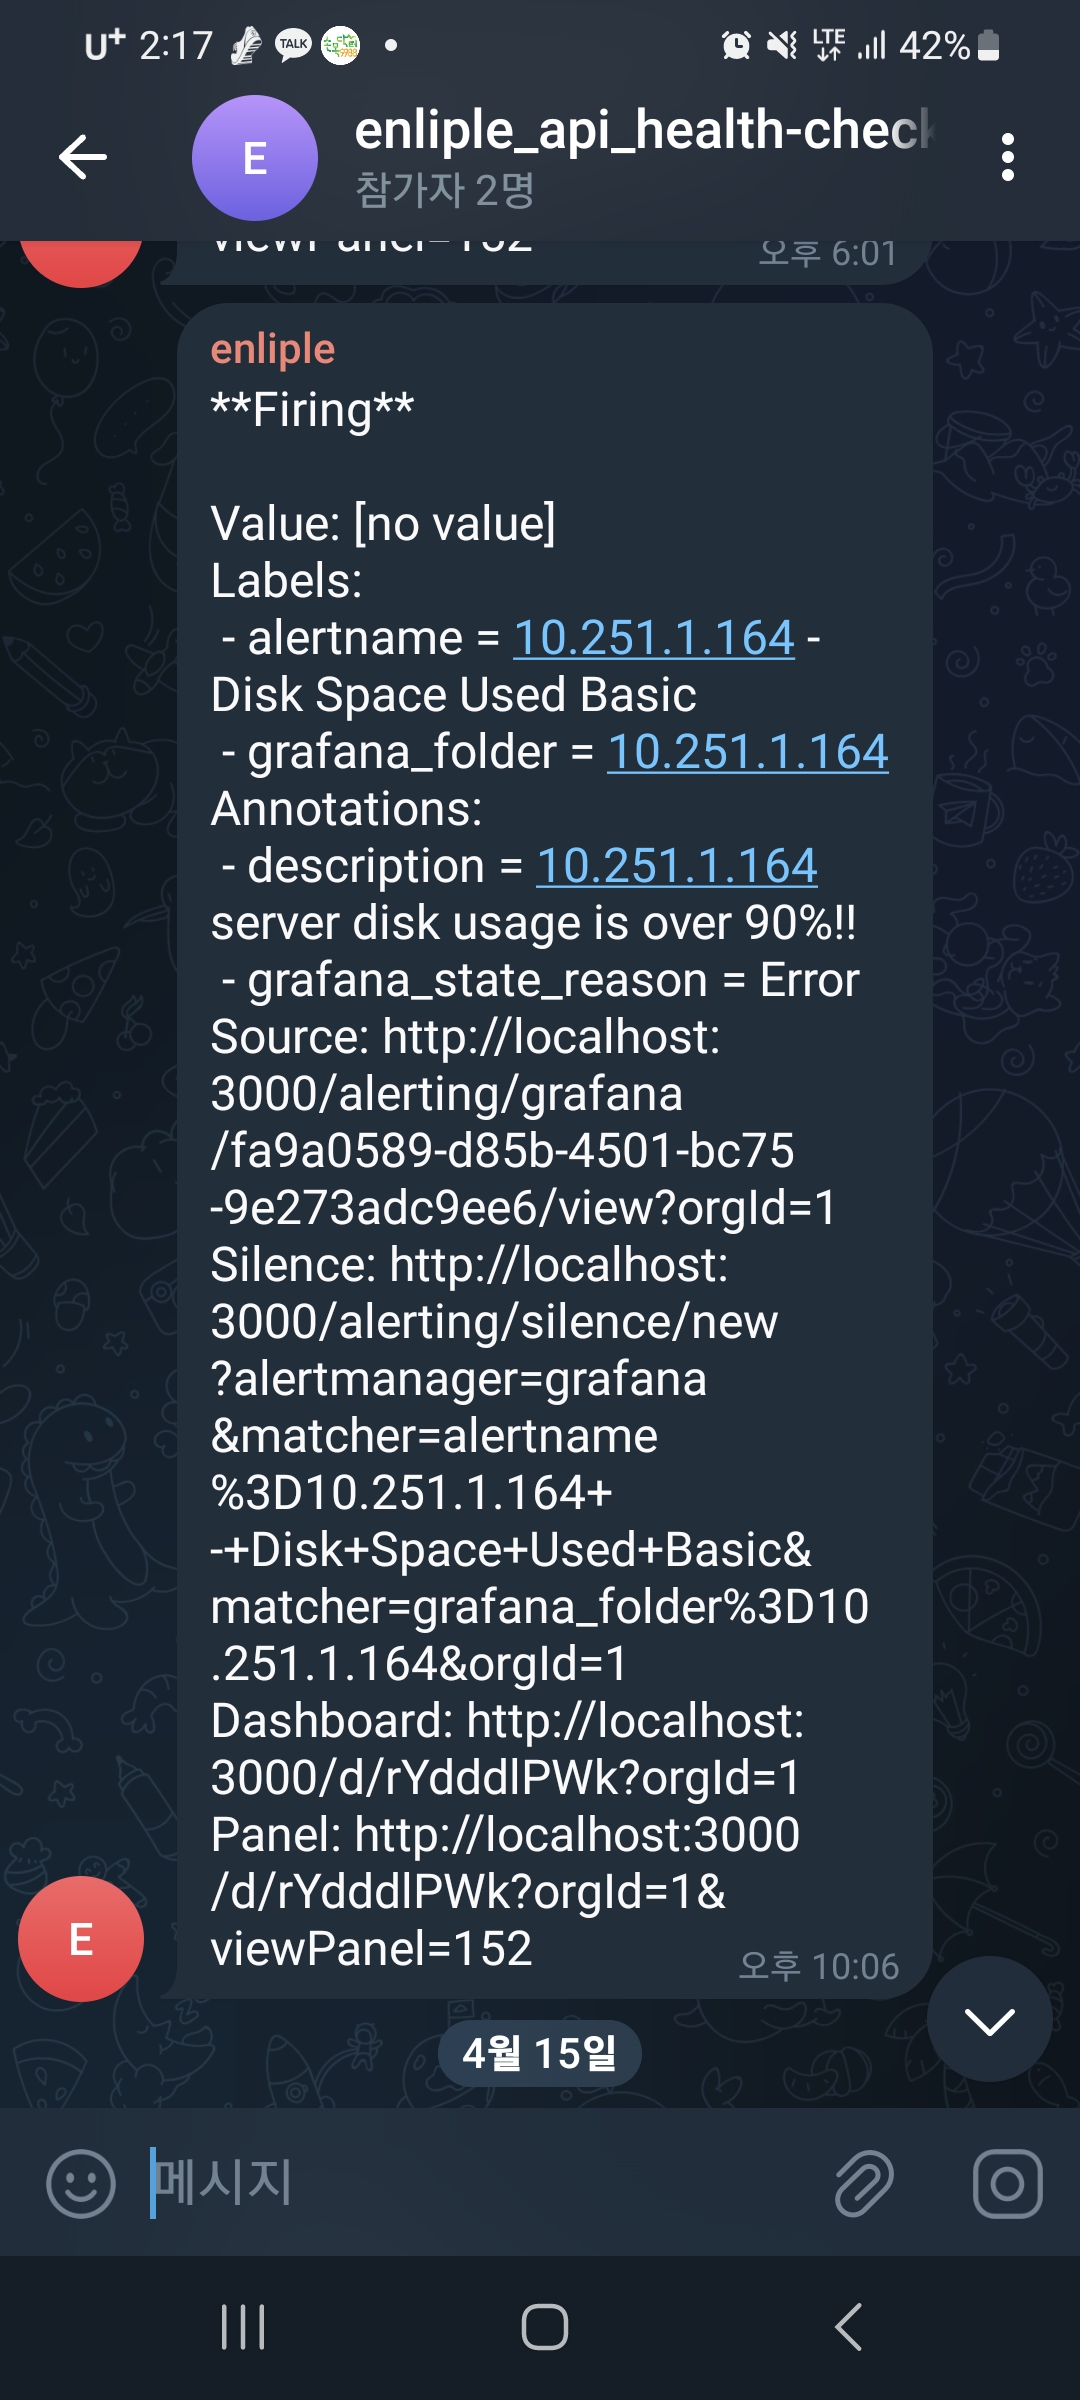 U+ 2:17 TALK LTE 42%
E
enliple_api_health-chec
참가자 2명
viewPanel=152
오후 6:01
enliple
**Firing**
Value: [no value]
Labels:
- alertname = 10.251.1.164 -
Disk Space Used Basic
- grafana_folder = 10.251.1.164
Annotations:
- description = 10.251.1.164
server disk usage is over 90%!!
- grafana_state_reason = Error
Source: http://localhost:
3000/alerting/grafana
/fa9a0589-d85b-4501-bc75
-9e273adc9ee6/view?orgId=1
Silence: http://localhost:
3000/alerting/silence/new
?alertmanager=grafana
&matcher=alertname
%3D10.251.1.164+
-+Disk+Space+Used+Basic&
matcher=grafana_folder%3D10
.251.1.164&orgId=1
Dashboard: http://localhost:
3000/d/rYdddlPWk?orgId=1
Panel: http://localhost:3000
/d/rYdddlPWk?orgId=1&
viewPanel=152
오후 10:06
E
4월 15일
메시지